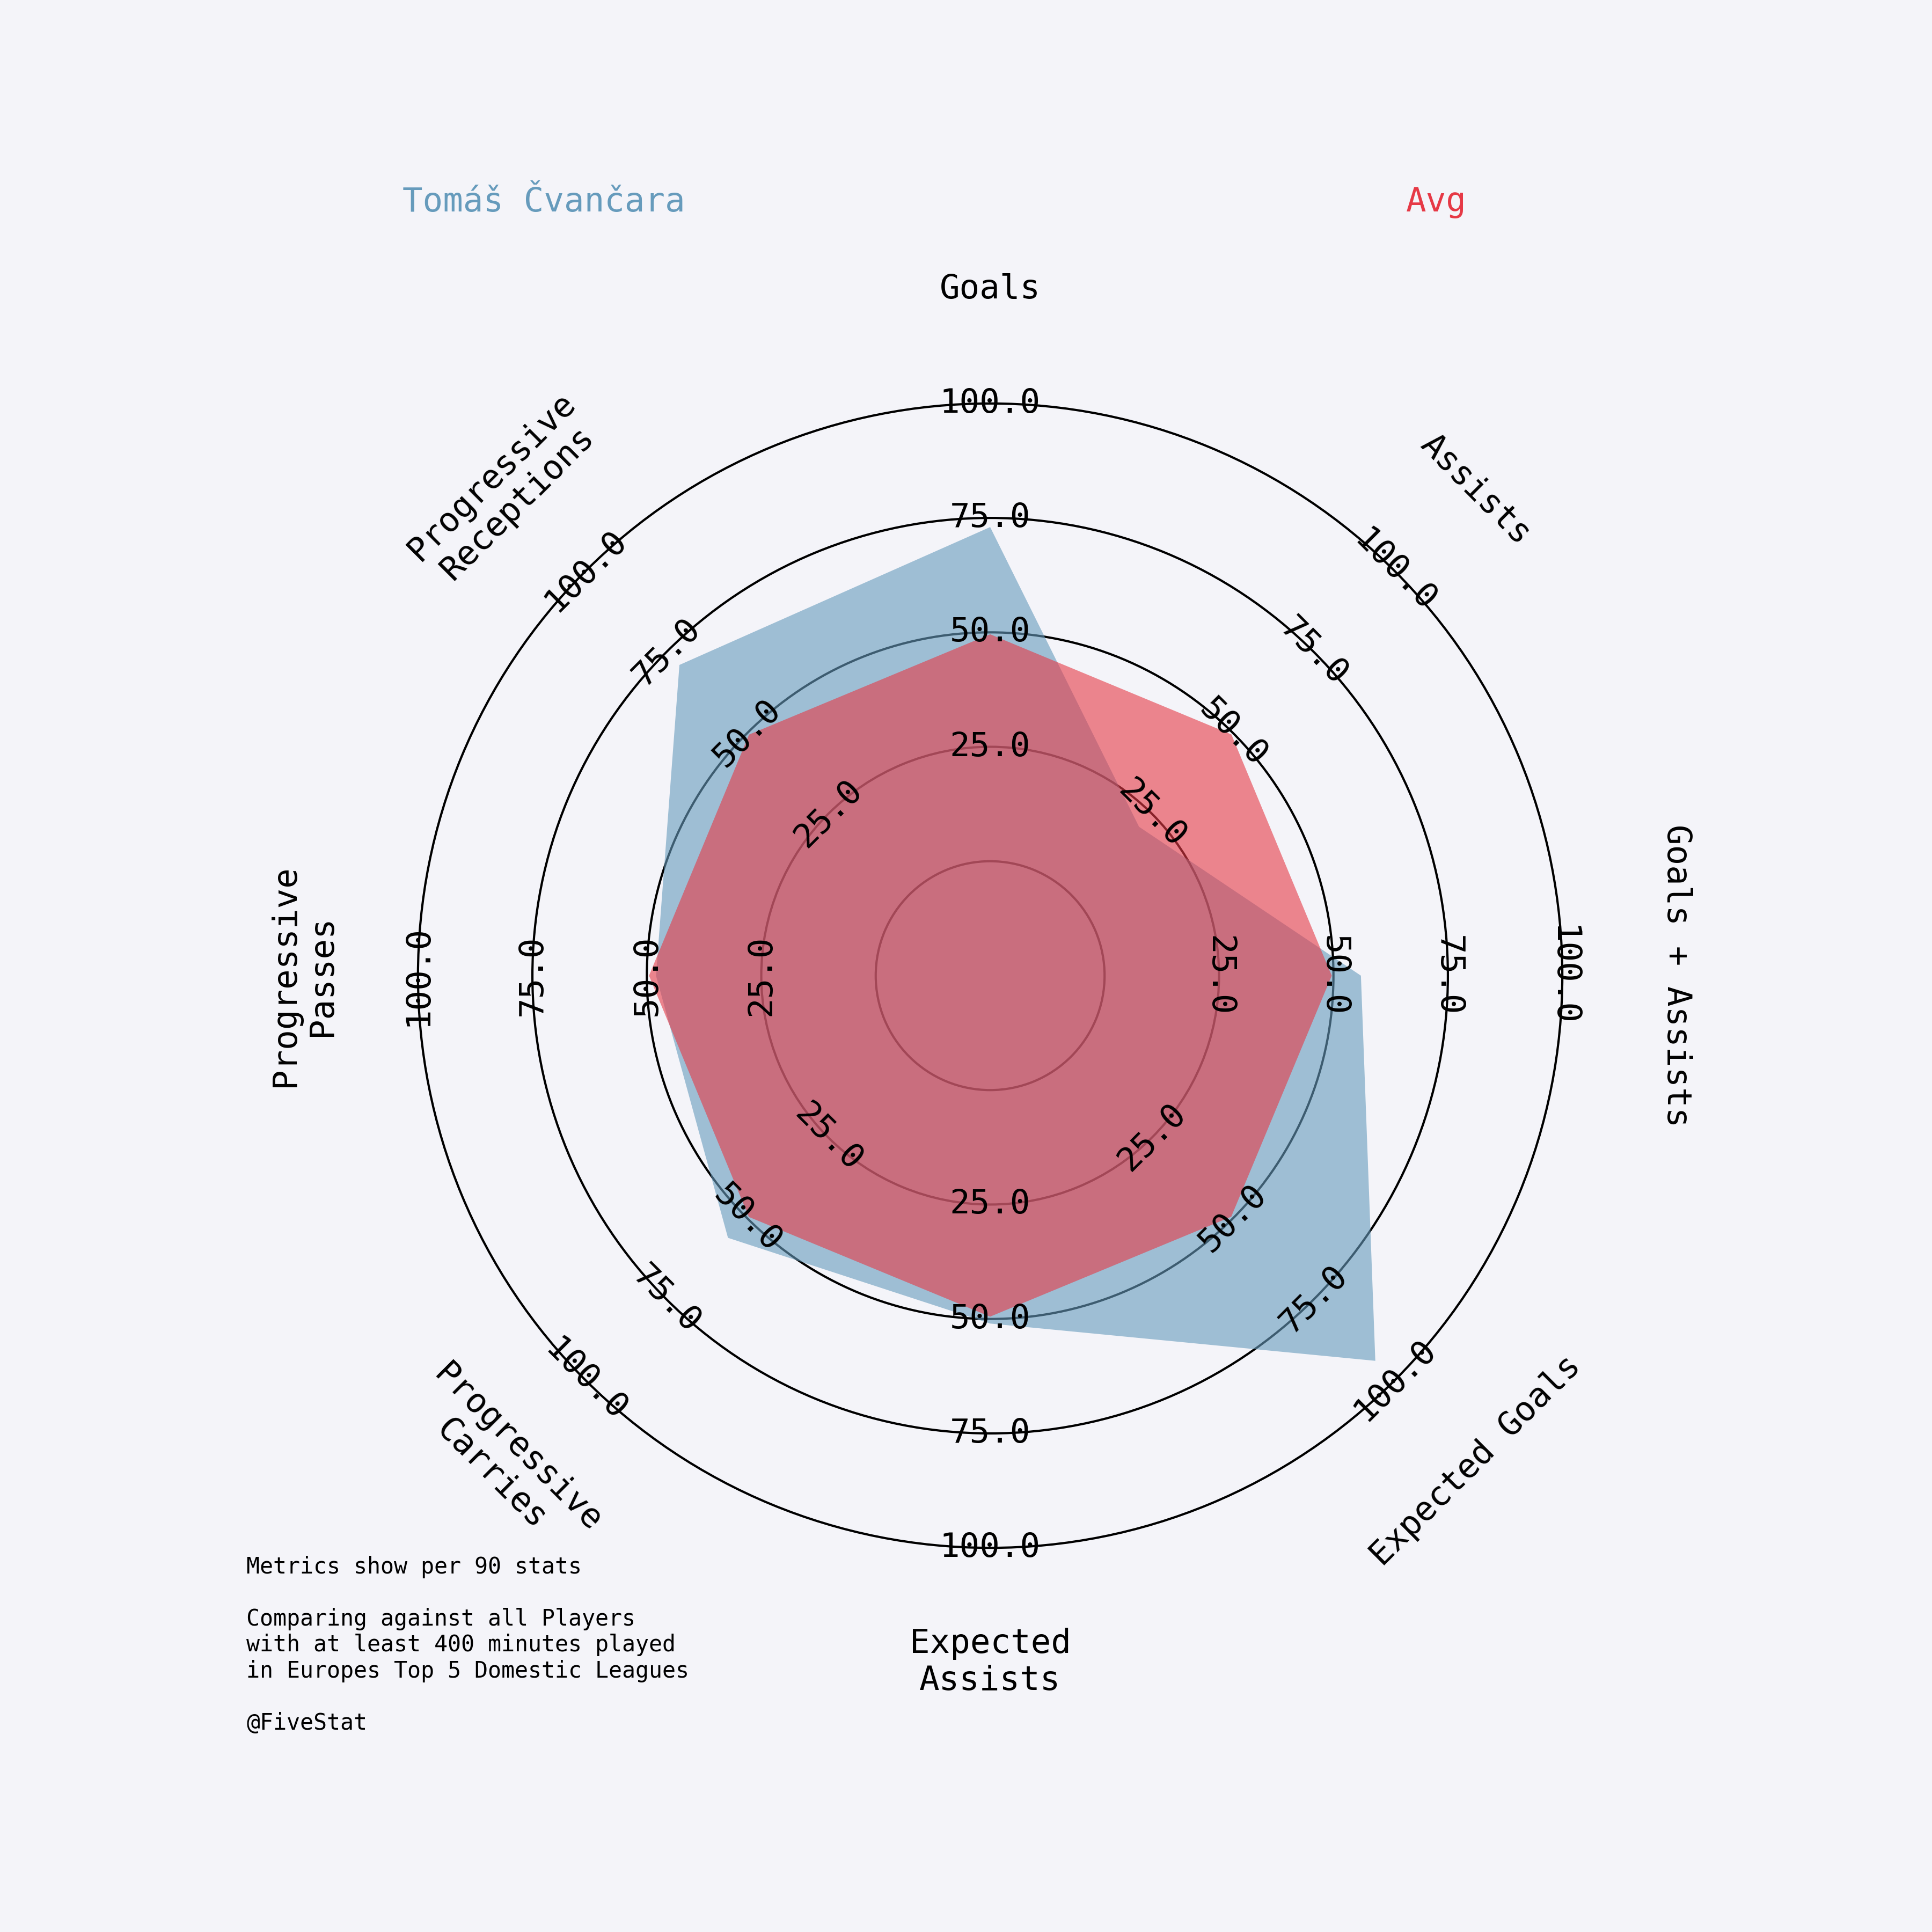 Tomáš Čvančara
Avg
Goals
Assists
Goals + Assists
Expected Goals
Expected
Assists
Progressive
Carries
Progressive
Passes
Progressive
Receptions
25.0
50.0
75.0
100.0
25.0
50.0
75.0
100.0
25.0
50.0
75.0
100.0
25.0
50.0
75.0
100.0
25.0
50.0
75.0
100.0
25.0
50.0
75.0
100.0
25.0
50.0
75.0
100.0
25.0
50.0
75.0
100.0
Metrics show per 90 stats
Comparing against all Players
with at least 400 minutes played
in Europes Top 5 Domestic Leagues
@FiveStat